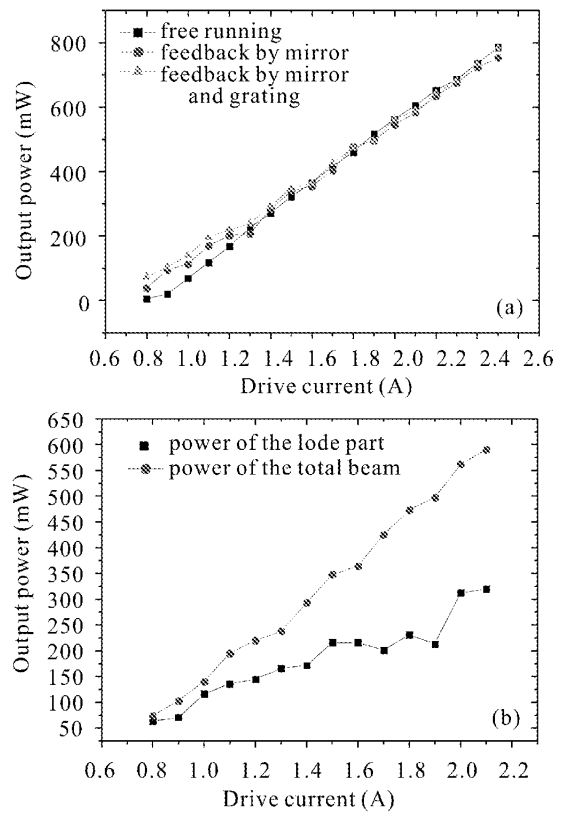 free running
feedback by mirror
feedback by mirror
and grating
800
600
400
200
0
Output power (mW)
(a)
0.6 0.8 1.0 1.2 1.4 1.6 1.8 2.0 2.2 2.4 2.6
Drive current (A)
power of the lode part
power of the total beam
650
600
550
500
450
400
350
300
250
200
150
100
50
Output power (mW)
(b)
0.6 0.8 1.0 1.2 1.4 1.6 1.8 2.0 2.2
Drive current (A)